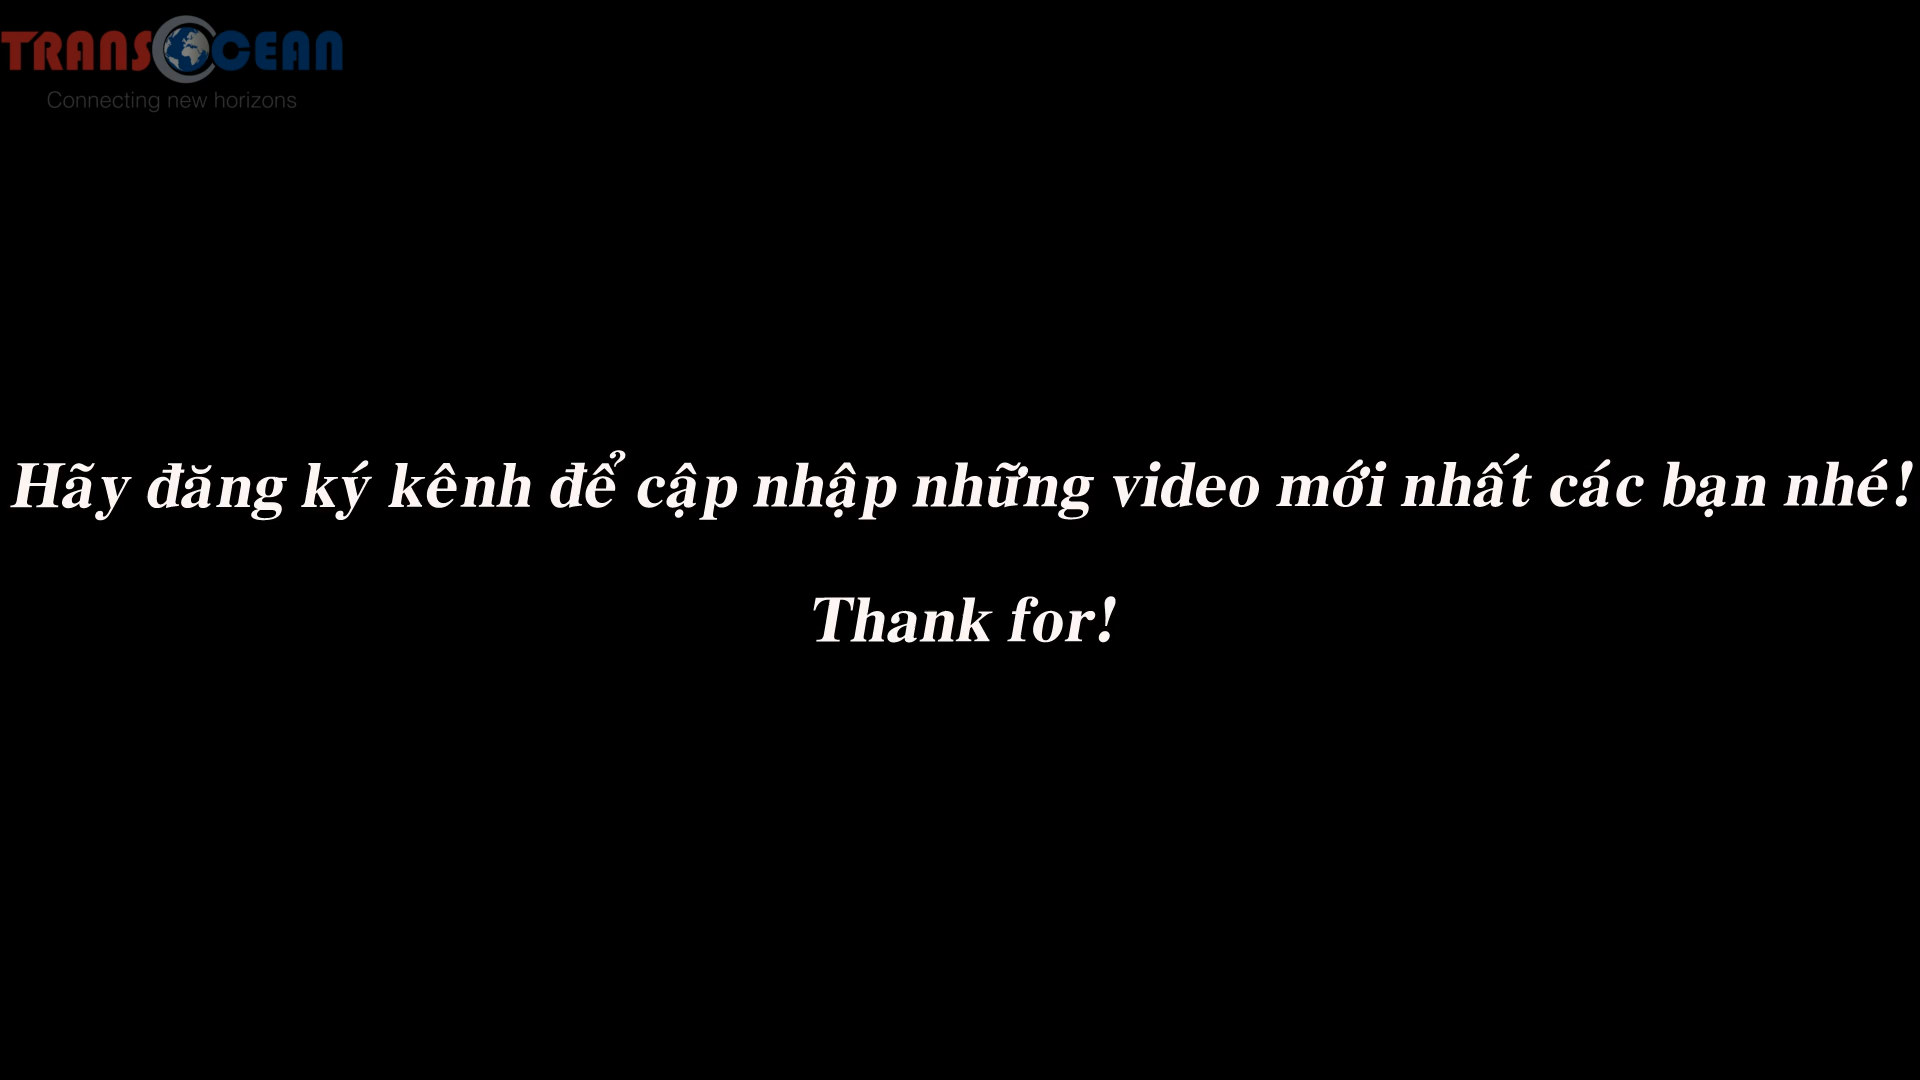 TRANSOCEAN
Connecting new horizons
Hãy đăng ký kênh để cập nhập những video mới nhất các bạn nhé!
Thank for!